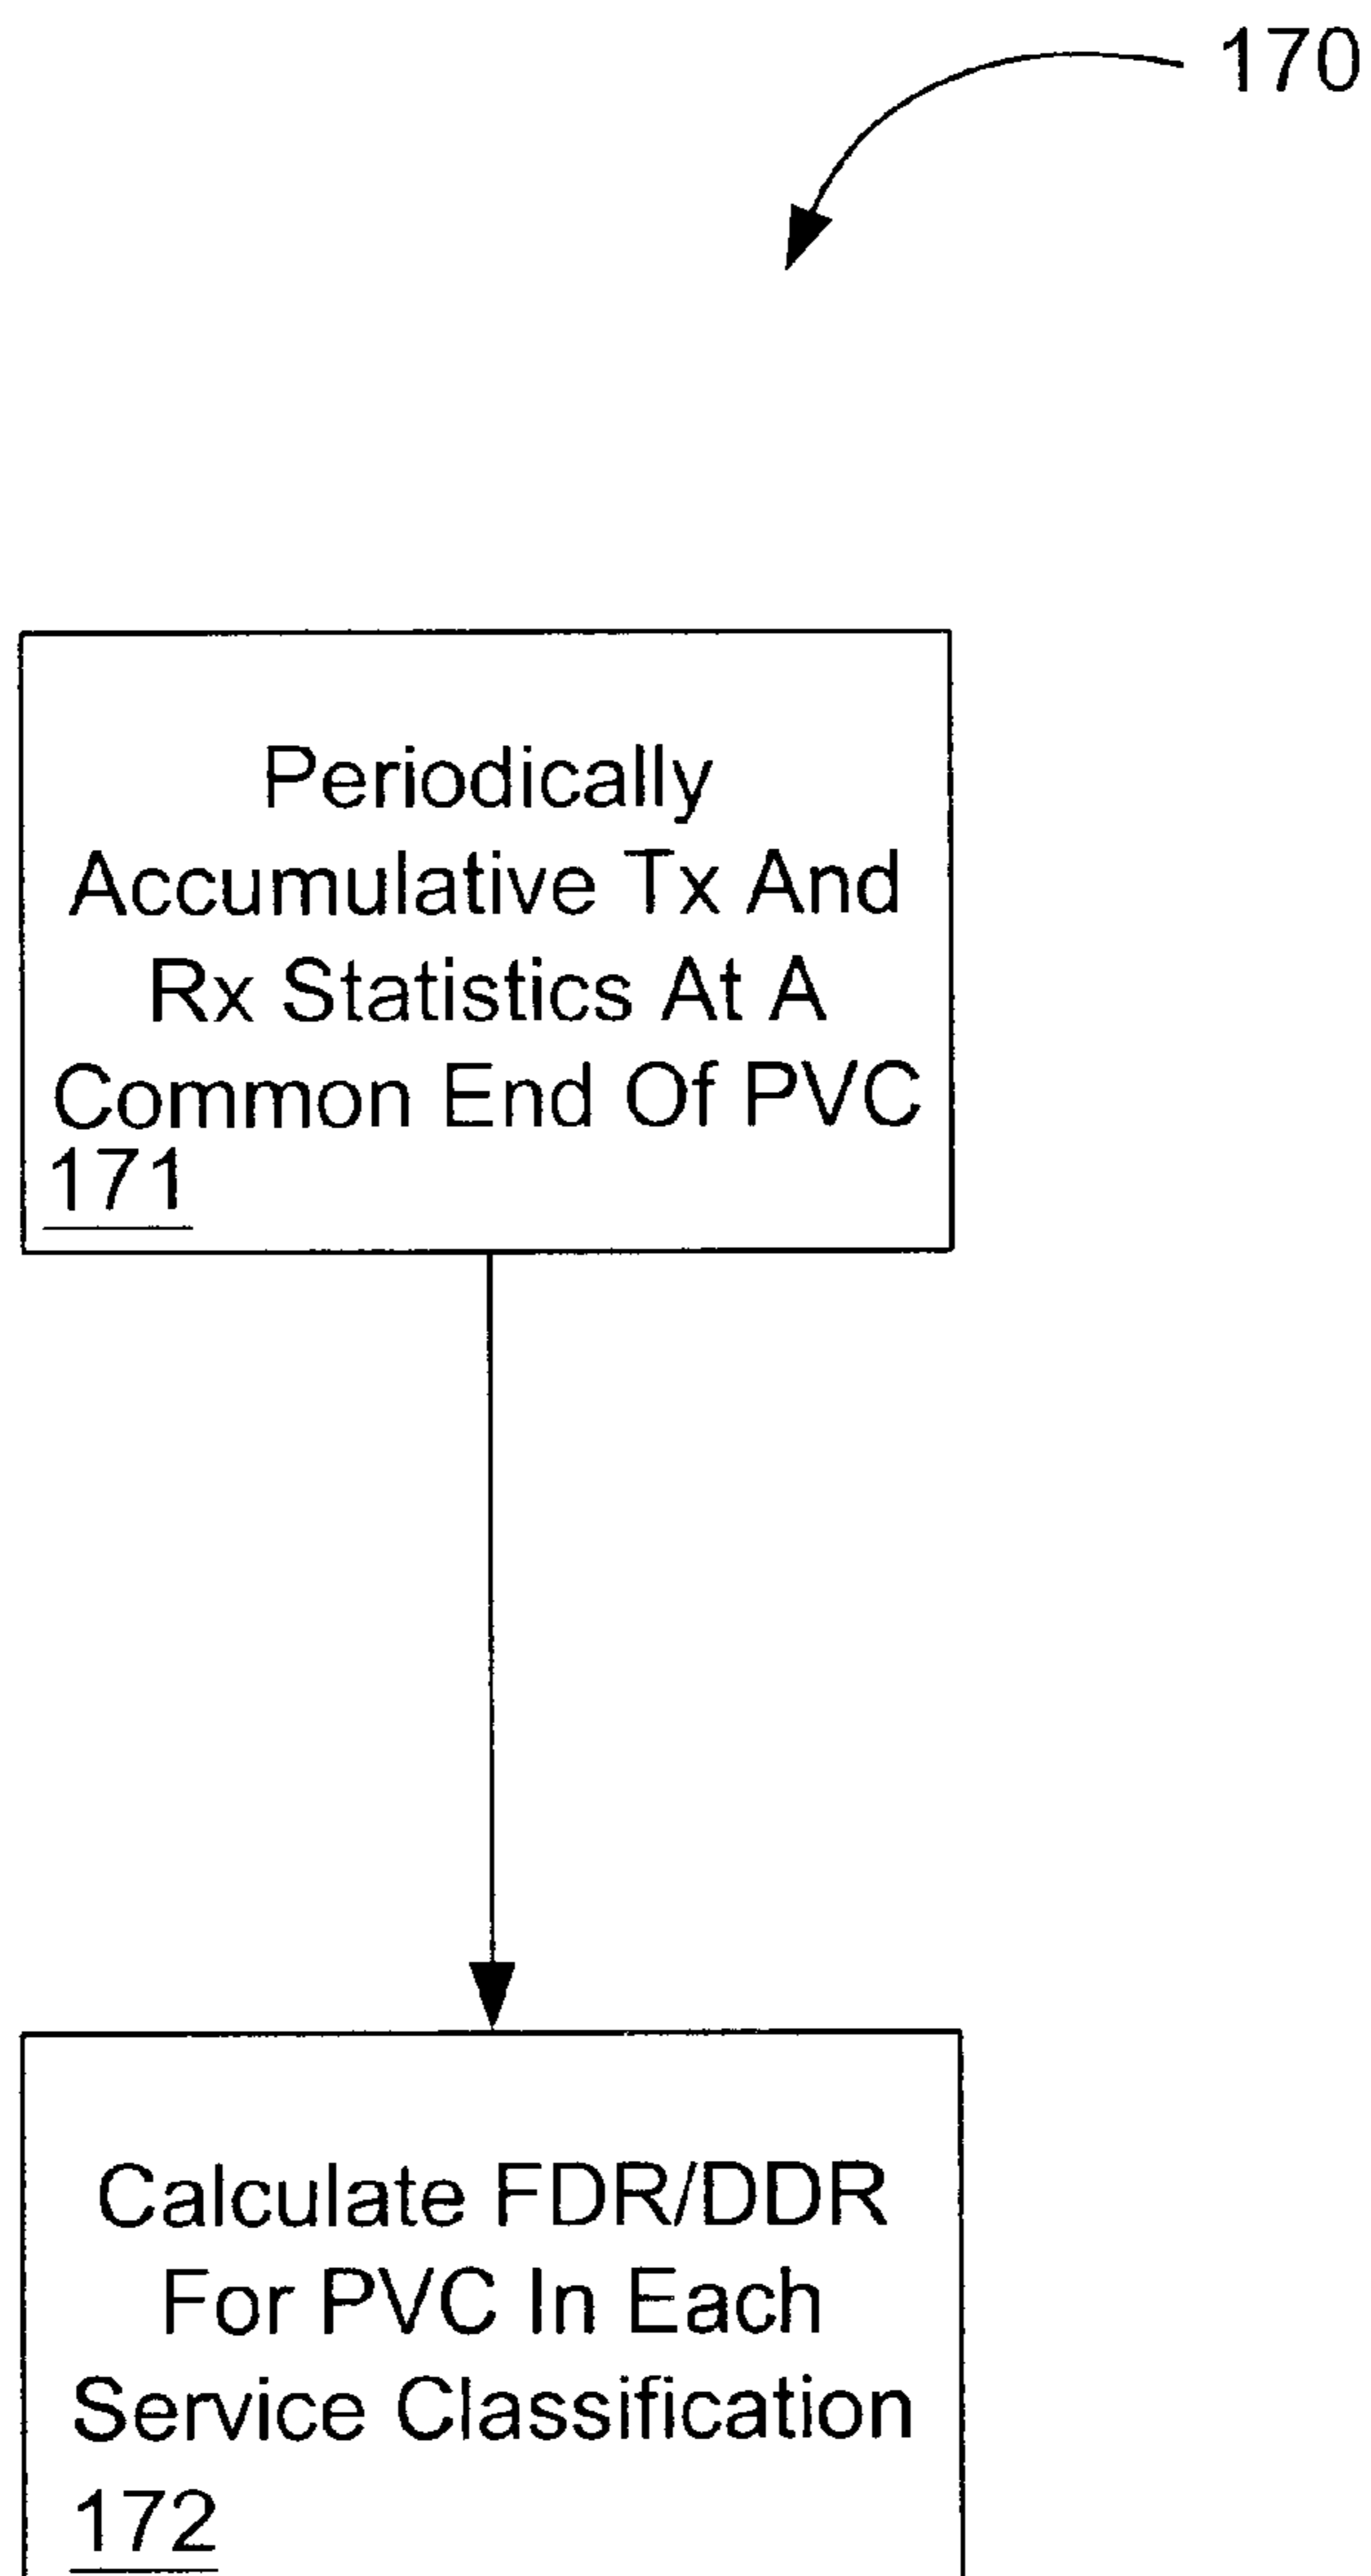 170
Periodically
Accumulative Tx And
Rx Statistics At A
Common End Of PVC
171
Calculate FDR/DDR
For PVC In Each
Service Classification
172